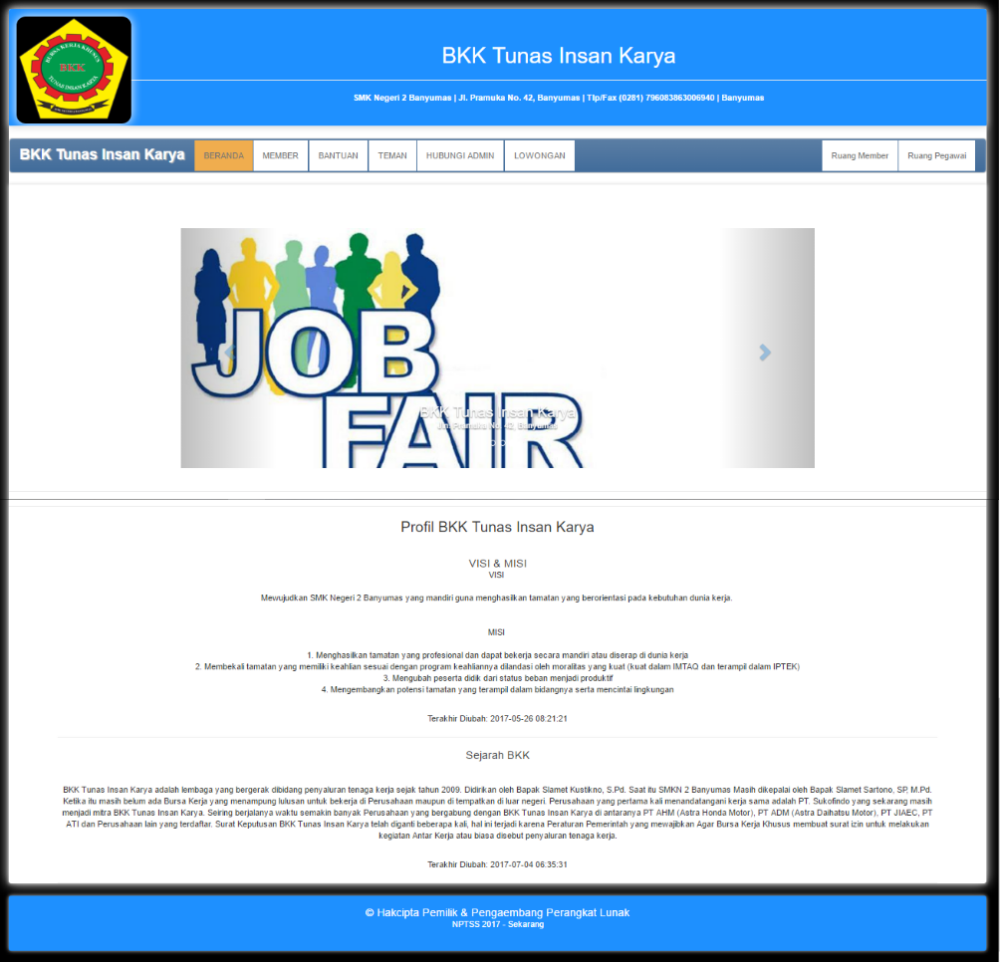 BURSA KERJA KHUSUS
BKK
TUNAS INSAN KARYA
BKK Tunas Insan Karya
SMK Negeri 2 Banyumas | Jl. Pramuka No. 42, Banyumas | Tlp/Fax (0281) 796083863006940 | Banyumas
BKK Tunas Insan Karya BERANDA MEMBER BANTUAN TEMAN HUBUNGI ADMIN LOWONGAN Ruang Member Ruang Pegawai
JOB
FAIR
BKK Tunas Insan Karya
Jln. Pramuka No. 42, Banyumas
Profil BKK Tunas Insan Karya
VISI & MISI
VISI
Mewujudkan SMK Negeri 2 Banyumas yang mandiri guna menghasilkan tamatan yang berorientasi pada kebutuhan dunia kerja.
MISI
1. Menghasilkan tamatan yang profesional dan dapat bekerja secara mandiri atau diserap di dunia kerja
2. Membekali tamatan yang memiliki keahlian sesuai dengan program keahliannya dilandasi oleh moralitas yang kuat (kuat dalam IMTAQ dan terampil dalam IPTEK)
3. Mengubah peserta didik dari status beban menjadi produktif
4. Mengembangkan potensi tamatan yang terampil dalam bidangnya serta mencintai lingkungan
Terakhir Diubah: 2017-05-26 08:21:21
Sejarah BKK
BKK Tunas Insan Karya adalah lembaga yang bergerak dibidang penyaluran tenaga kerja sejak tahun 2009. Didirikan oleh Bapak Slamet Kustikno, S.Pd. Saat itu SMKN 2 Banyumas Masih dikepalai oleh Bapak Slamet Sartono, SP. M.Pd.
Ketika itu masih belum ada Bursa Kerja yang menampung lulusan untuk bekerja di Perusahaan maupun di tempatkan di luar negeri. Perusahaan yang pertama kali menandatangani kerja sama adalah PT. Sukofindo yang sekarang masih
menjadi mitra BKK Tunas Insan Karya. Seiring berjalanya waktu semakin banyak Perusahaan yang bergabung dengan BKK Tunas Insan Karya di antaranya PT AHM (Astra Honda Motor), PT ADM (Astra Daihatsu Motor), PT JIAEC, PT
ATI dan Perusahaan lain yang terdaftar. Surat Keputusan BKK Tunas Insan Karya telah diganti beberapa kali, hal ini terjadi karena Peraturan Pemerintah yang mewajibkan Agar Bursa Kerja Khusus membuat surat izin untuk melakukan
kegiatan Antar Kerja atau biasa disebut penyaluran tenaga kerja.
Terakhir Diubah: 2017-07-04 06:35:31
© Hakcipta Pemilik & Pengaembang Perangkat Lunak
NPTSS 2017 - Sekarang